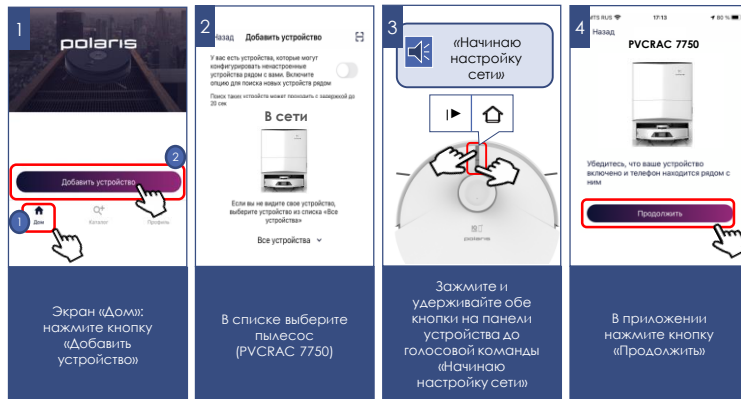 1
polaris
2
Добавить устройство
1
Дом
Каталог
Профиль
Экран «Дом»:
нажмите кнопку
«Добавить
устройство»
2
Назад
Добавить устройство
У вас есть устройства, которые могут
конфигурировать ненастроенные
устройства рядом с вами. Включите
опцию для поиска новых устройств рядом
Поиск таких устройств может проходить с задержкой до
20 сек
В сети
Если вы не видите свое устройство,
выберите устройство из списка «Все
устройства»
Все устройства
В списке выберите
пылесос
(PVCRAC 7750)
3
«Начинаю
настройку
сети»
polaris
Зажмите и
удерживайте обе
кнопки на панели
устройства до
голосовой команды
«Начинаю
настройку сети»
4
MTS RUS
17:13
80 %
Назад
PVCRAC 7750
Убедитесь, что ваше устройство
включено и телефон находится рядом с
ним
Продолжить
В приложении
нажмите кнопку
«Продолжить»